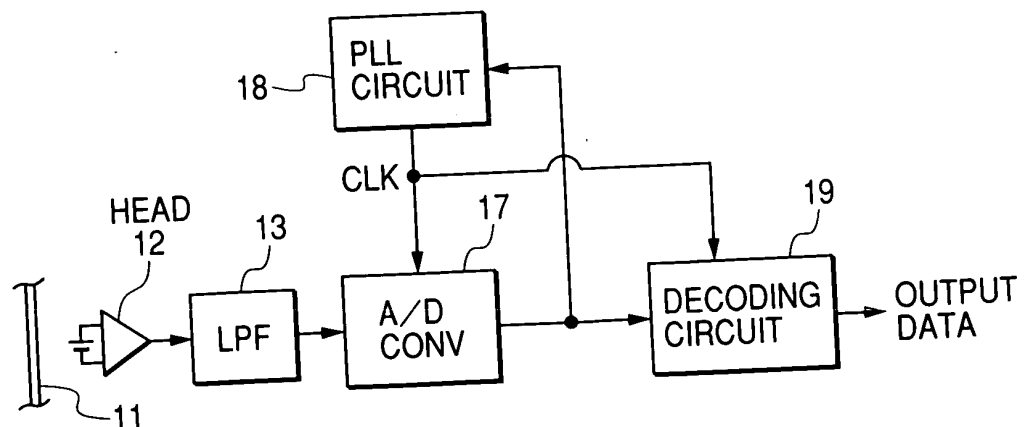 PLL
CIRCUIT
18
CLK
HEAD
12
13
17
19
LPF
A/D
CONV
DECODING
CIRCUIT
OUTPUT
DATA
11